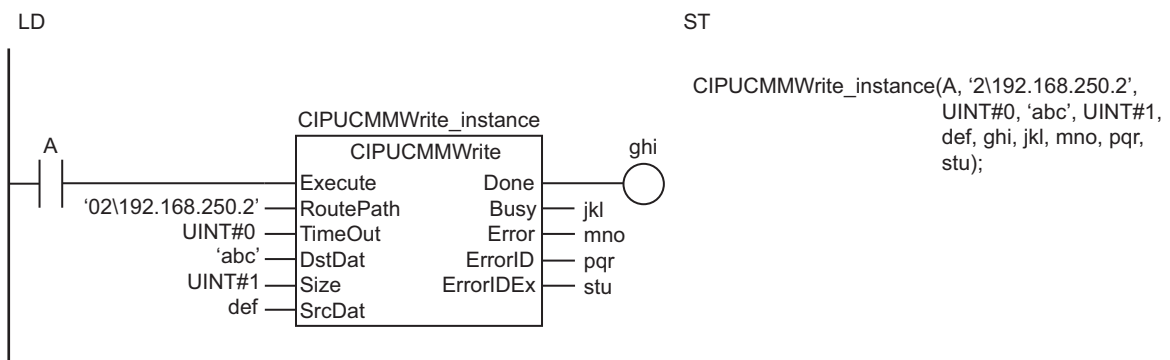 LD
ST
CIPUCMMWrite_instance(A, ‘2\192.168.250.2’,
UINT#0, ‘abc’, UINT#1,
def, ghi, jkl, mno, pqr,
stu);
CIPUCMMWrite_instance
A
CIPUCMMWrite
ghi
Execute Done
‘02\192.168.250.2’ RoutePath Busy jkl
UINT#0 TimeOut Error mno
‘abc’ DstDat ErrorID pqr
UINT#1 Size ErrorIDEx stu
def SrcDat